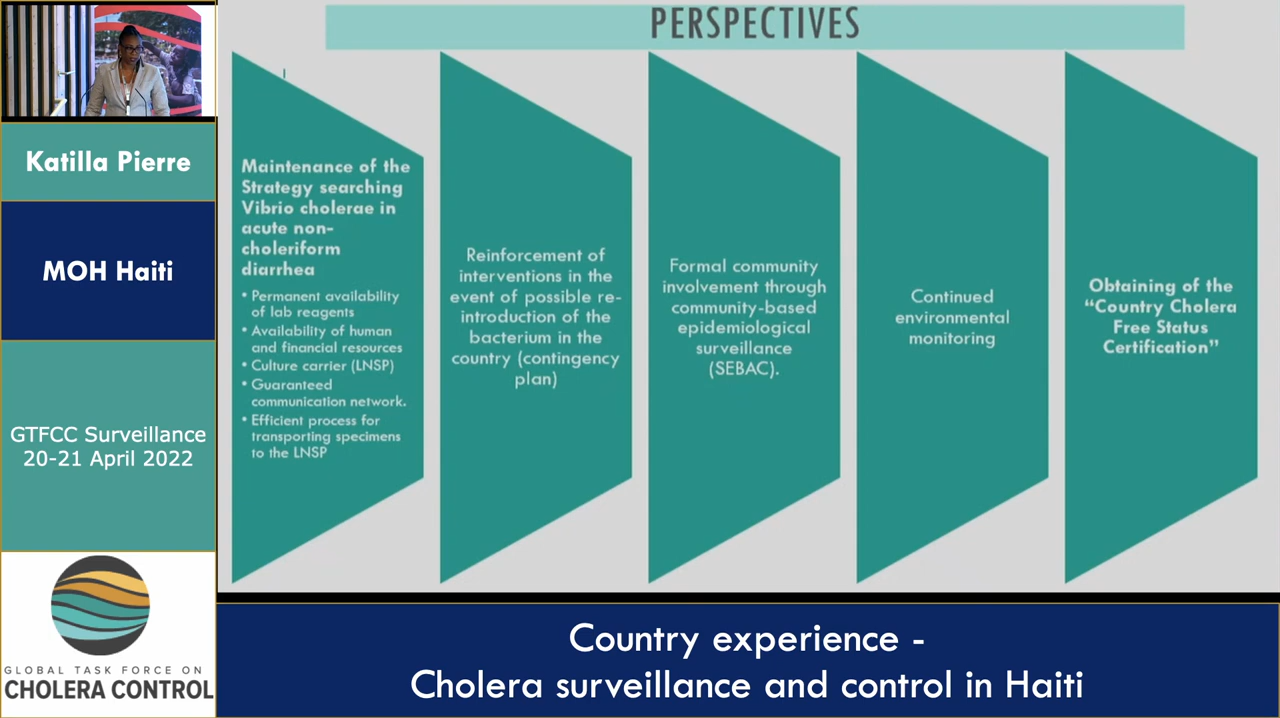 PERSPECTIVES
Katilla Pierre
MOH Haiti
GTFCC Surveillance
20-21 April 2022
GLOBAL TASK FORCE ON
CHOLERA CONTROL
Maintenance of the
Strategy searching
Vibrio cholerae in
acute non-
choleriform
diarrhea
• Permanent availability
of lab reagents
• Availability of human
and financial resources
• Culture carrier (LNSP)
• Guaranteed
communication network.
• Efficient process for
transporting specimens
to the LNSP
Reinforcement of
interventions in the
event of possible re-
introduction of the
bacterium in the
country (contingency
plan)
Formal community
involvement through
community-based
epidemiological
surveillance
(SEBAC).
Continued
environmental
monitoring
Obtaining of the
“Country Cholera
Free Status
Certification”
Country experience -
Cholera surveillance and control in Haiti